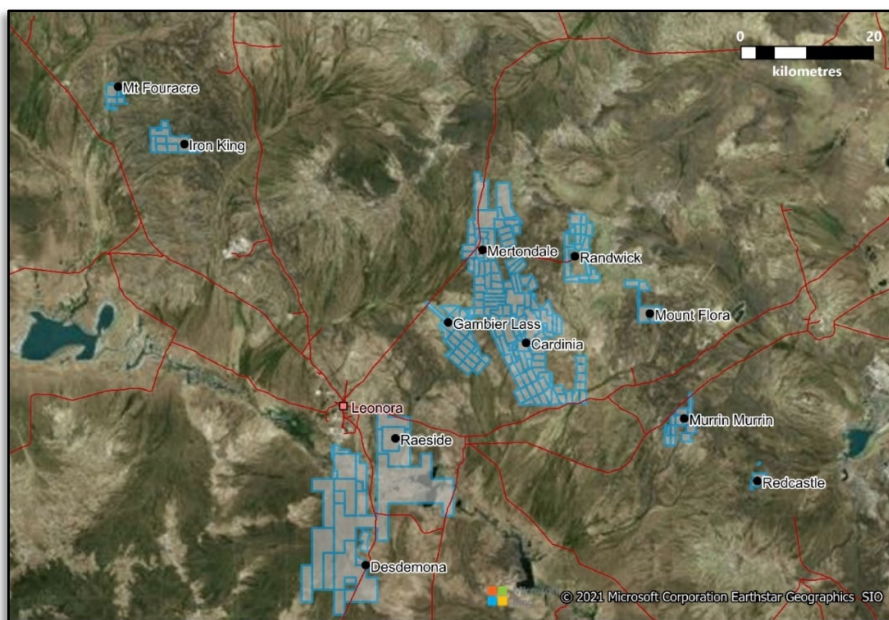 0 20
kilometres
Mt Fouracre
Iron King
Mertondale
Randwick
Mount Flora
Gambier Lass
Cardinia
Leonora
Murrin Murrin
Raeside
Redcastle
Desdemona
© 2021 Microsoft Corporation Earthstar Geographics SIO